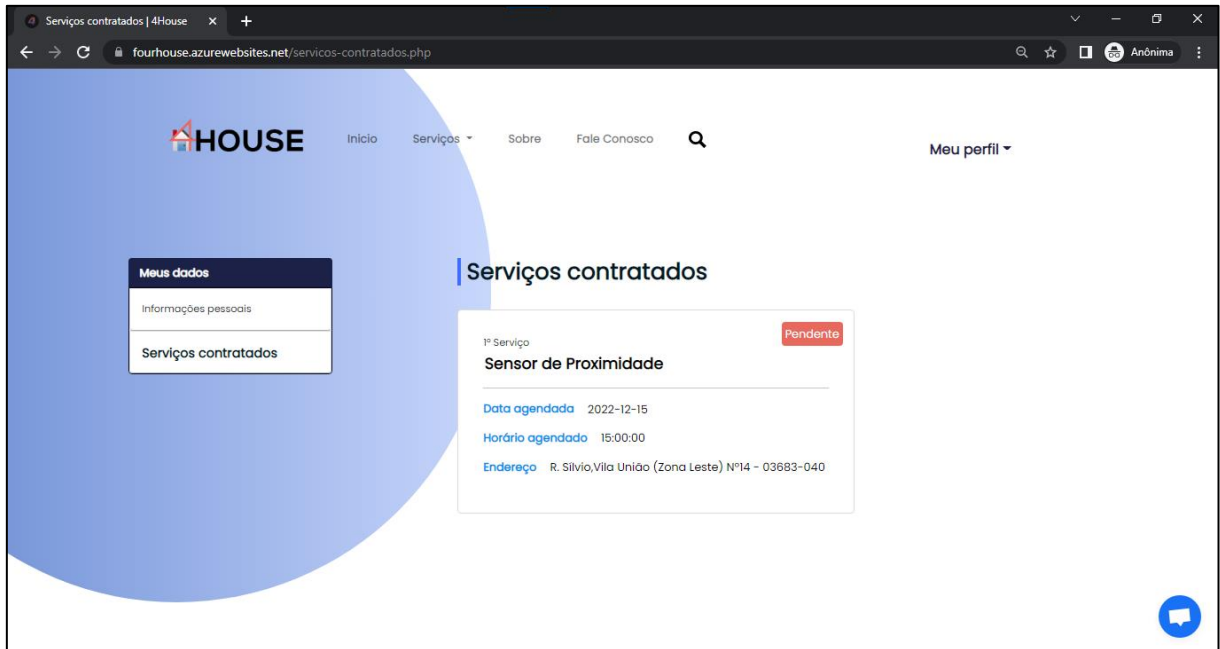 Serviços contratados | 4House
fourhouse.azurewebsites.net/servicos-contratados.php
Anônima
4HOUSE
Inicio Serviços Sobre Fale Conosco
Meu perfil
Meus dados
Informações pessoais
Serviços contratados
Serviços contratados
Pendente
1º Serviço
Sensor de Proximidade
Data agendada 2022-12-15
Horário agendado 15:00:00
Endereço R. Silvio,Vila União (Zona Leste) Nº14 - 03683-040